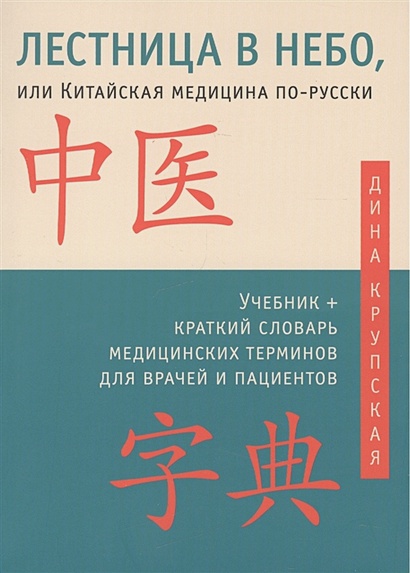 ЛЕСТНИЦА В НЕБО,
ИЛИ КИТАЙСКАЯ МЕДИЦИНА ПО-РУССКИ
中医
ДИНА КРУПСКАЯ
УЧЕБНИК +
КРАТКИЙ СЛОВАРЬ
МЕДИЦИНСКИХ ТЕРМИНОВ
ДЛЯ ВРАЧЕЙ И ПАЦИЕНТОВ
字典